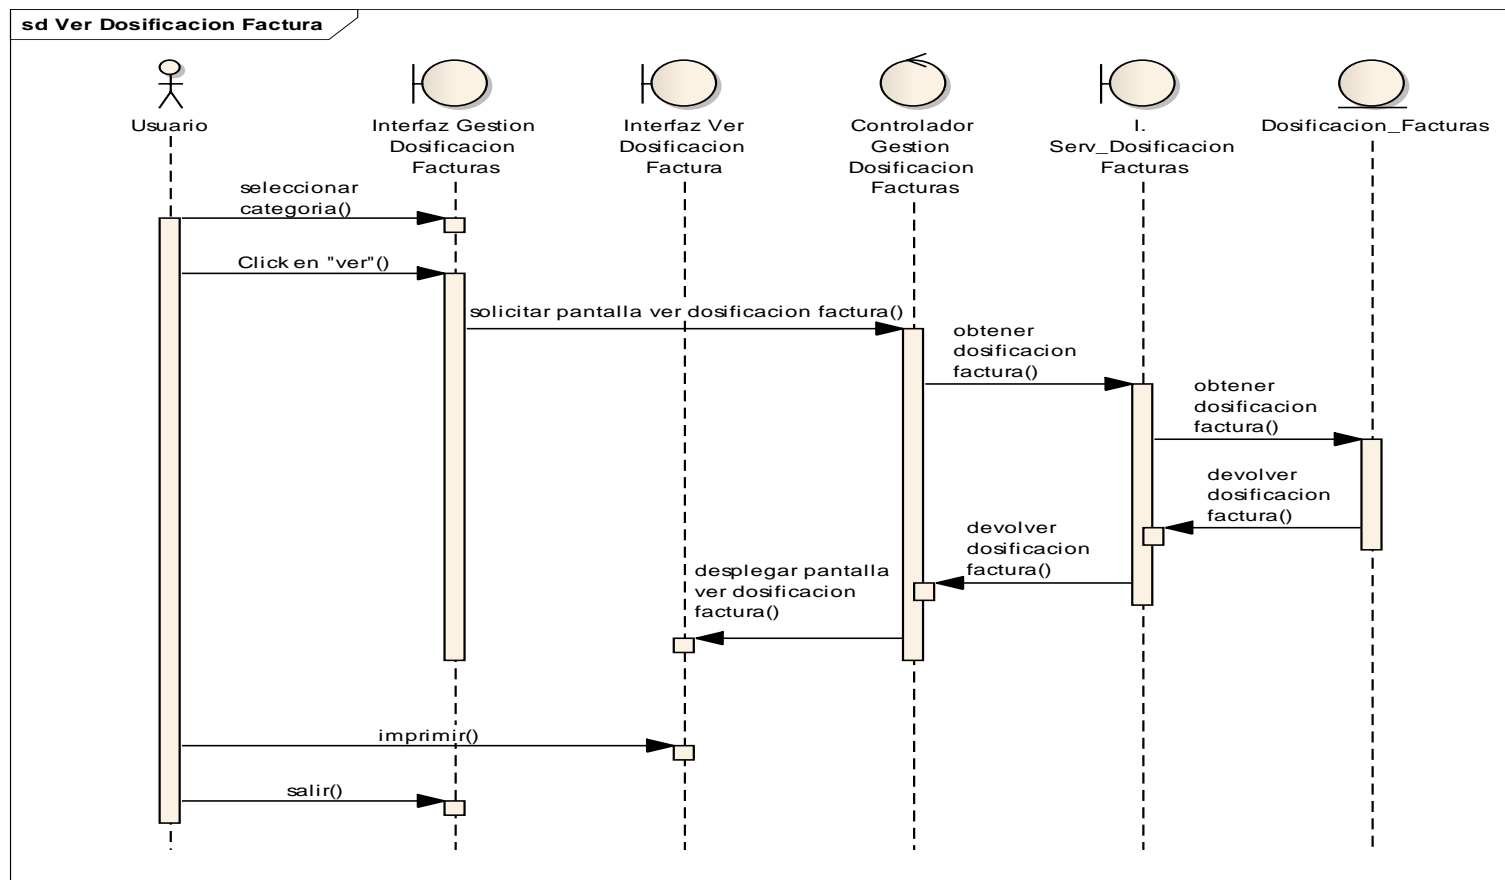 sd Ver Dosificacion Factura
Usuario
Interfaz Gestion
Dosificacion
Facturas
Interfaz Ver
Dosificacion
Factura
Controlador
Gestion
Dosificacion
Facturas
I.
Serv_Dosificacion
Facturas
Dosificacion_Facturas
seleccionar
categoria()
Click en "ver"()
solicitar pantalla ver dosificacion factura()
obtener
dosificacion
factura()
obtener
dosificacion
factura()
devolver
dosificacion
factura()
devolver
dosificacion
factura()
desplegar pantalla
ver dosificacion
factura()
imprimir()
salir()